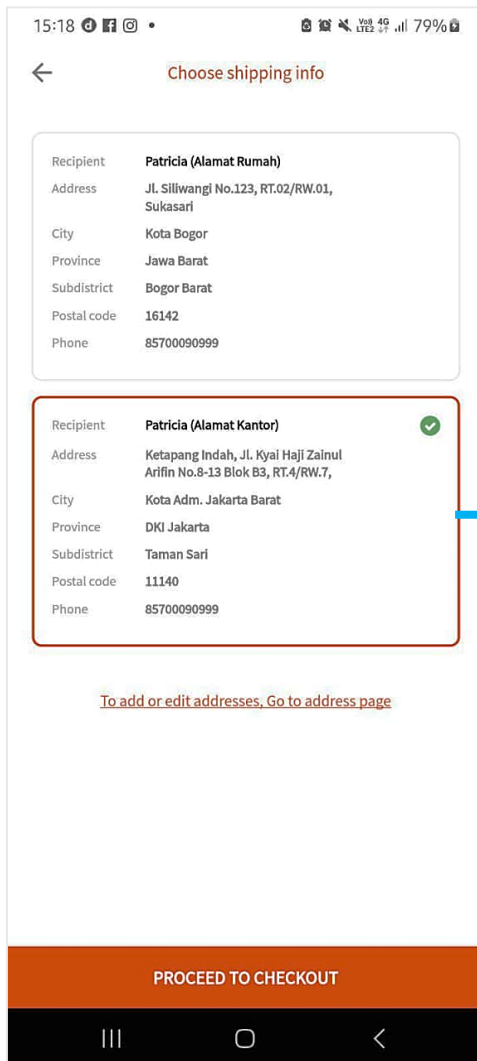 15:18 79%
Choose shipping info
Recipient Patricia (Alamat Rumah)
Address Jl. Siliwangi No.123, RT.02/RW.01,
Sukasari
City Kota Bogor
Province Jawa Barat
Subdistrict Bogor Barat
Postal code 16142
Phone 85700090999
Recipient Patricia (Alamat Kantor)
Address Ketapang Indah, Jl. Kyai Haji Zainul
Arifin No.8-13 Blok B3, RT.4/RW.7,
City Kota Adm. Jakarta Barat
Province DKI Jakarta
Subdistrict Taman Sari
Postal code 11140
Phone 85700090999
To add or edit addresses, Go to address page
PROCEED TO CHECKOUT